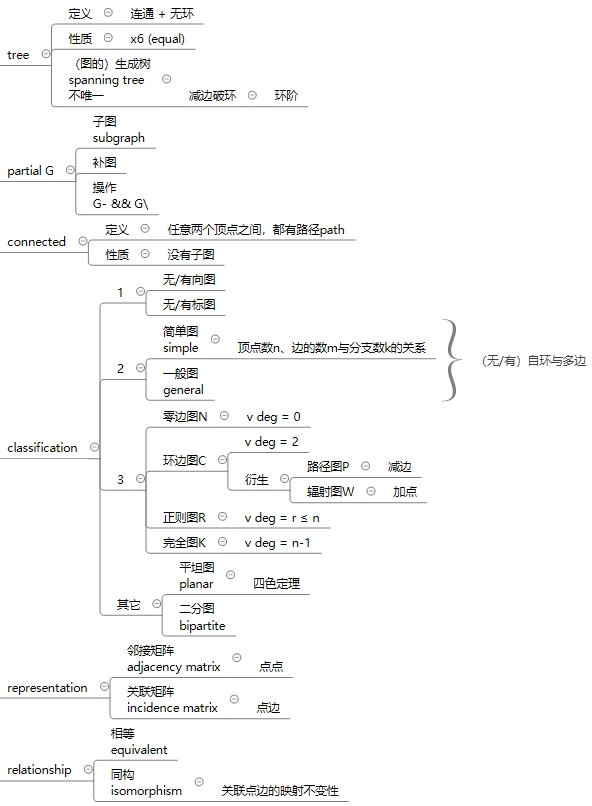 tree
定义
连通 + 无环
性质
x6 (equal)
（图的）生成树
spanning tree
不唯一
减边破环
环阶
partial G
子图
subgraph
补图
操作
G- && G\
connected
定义
任意两个顶点之间，都有路径path
性质
没有子图
classification
1
无/有向图
无/有标图
2
简单图
simple
顶点数n、边的数m与分支数k的关系
一般图
general
（无/有）自环与多边
3
零边图N
v deg = 0
环边图C
v deg = 2
衍生
路径图P
减边
辐射图W
加点
正则图R
v deg = r ≤ n
完全图K
v deg = n-1
其它
平坦图
planar
四色定理
二分图
bipartite
representation
邻接矩阵
adjacency matrix
点点
关联矩阵
incidence matrix
点边
relationship
相等
equivalent
同构
isomorphism
关联点边的映射不变性